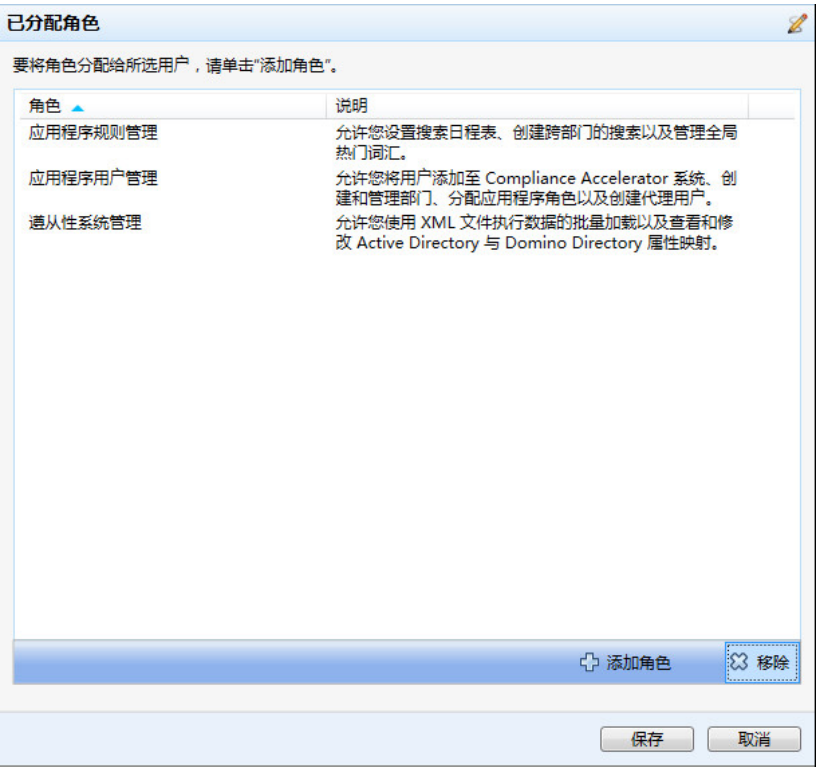 已分配角色
要将角色分配给所选用户，请单击“添加角色”。
角色 说明
应用程序规则管理 允许您设置搜索日程表、创建跨部门的搜索以及管理全局
热门词汇。
应用程序用户管理 允许您将用户添加至 Compliance Accelerator 系统、创
建和管理部门、分配应用程序角色以及创建代理用户。
遵从性系统管理 允许您使用 XML 文件执行数据的批量加载以及查看和修
改 Active Directory 与 Domino Directory 属性映射。
添加角色 移除
保存 取消